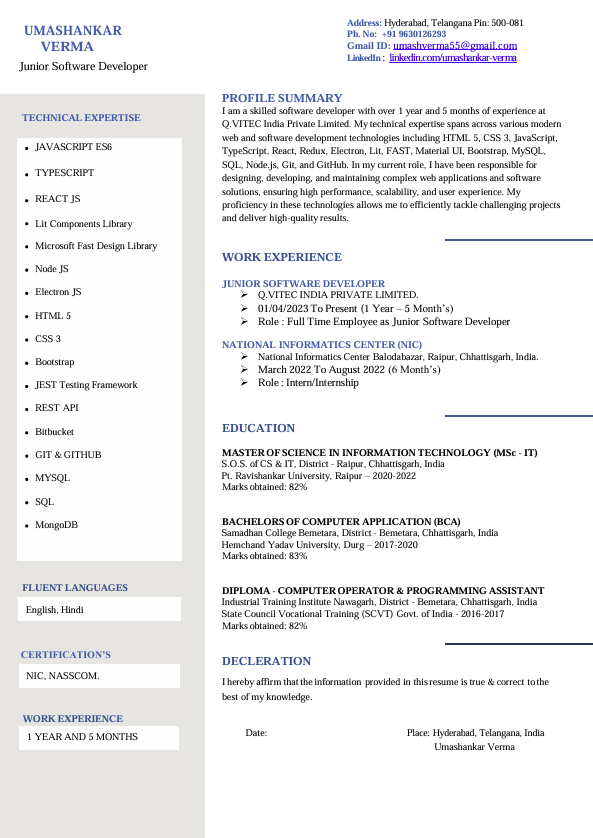 UMASHANKAR
VERMA
Junior Software Developer
Address: Hyderabad, Telangana Pin: 500-081
Ph. No: +91 9630126293
Gmail ID: umashverma55@gmail.com
LinkedIn : linkedin.com/umashankar-verma
TECHNICAL EXPERTISE
• JAVASCRIPT ES6
• TYPESCRIPT
• REACT JS
• Lit Components Library
• Microsoft Fast Design Library
• Node JS
• Electron JS
• HTML 5
• CSS 3
• Bootstrap
• JEST Testing Framework
• REST API
• Bitbucket
• GIT & GITHUB
• MYSQL
• SQL
• MongoDB
FLUENT LANGUAGES
English, Hindi
CERTIFICATION’S
NIC, NASSCOM.
WORK EXPERIENCE
1 YEAR AND 5 MONTHS
PROFILE SUMMARY
I am a skilled software developer with over 1 year and 5 months of experience at
Q.VITEC India Private Limited. My technical expertise spans across various modern
web and software development technologies including HTML 5, CSS 3, JavaScript,
TypeScript, React, Redux, Electron, Lit, FAST, Material UI, Bootstrap, MySQL,
SQL, Node.js, Git, and GitHub. In my current role, I have been responsible for
designing, developing, and maintaining complex web applications and software
solutions, ensuring high performance, scalability, and user experience. My
proficiency in these technologies allows me to efficiently tackle challenging projects
and deliver high-quality results.
WORK EXPERIENCE
JUNIOR SOFTWARE DEVELOPER
➢ Q.VITEC INDIA PRIVATE LIMITED.
➢ 01/04/2023 To Present (1 Year – 5 Month’s)
➢ Role : Full Time Employee as Junior Software Developer
NATIONAL INFORMATICS CENTER (NIC)
➢ National Informatics Center Balodabazar, Raipur, Chhattisgarh, India.
➢ March 2022 To August 2022 (6 Month’s)
➢ Role : Intern/Internship
EDUCATION
MASTER OF SCIENCE IN INFORMATION TECHNOLOGY (MSc - IT)
S.O.S. of CS & IT, District - Raipur, Chhattisgarh, India
Pt. Ravishankar University, Raipur – 2020-2022
Marks obtained: 82%
BACHELORS OF COMPUTER APPLICATION (BCA)
Samadhan College Bemetara, District - Bemetara, Chhattisgarh, India
Hemchand Yadav University, Durg – 2017-2020
Marks obtained: 83%
DIPLOMA - COMPUTER OPERATOR & PROGRAMMING ASSISTANT
Industrial Training Institute Nawagarh, District - Bemetara, Chhattisgarh, India
State Council Vocational Training (SCVT) Govt. of India - 2016-2017
Marks obtained: 82%
DECLERATION
I hereby affirm that the information provided in this resume is true & correct to the
best of my knowledge.
Date:
Place: Hyderabad, Telangana, India
Umashankar Verma